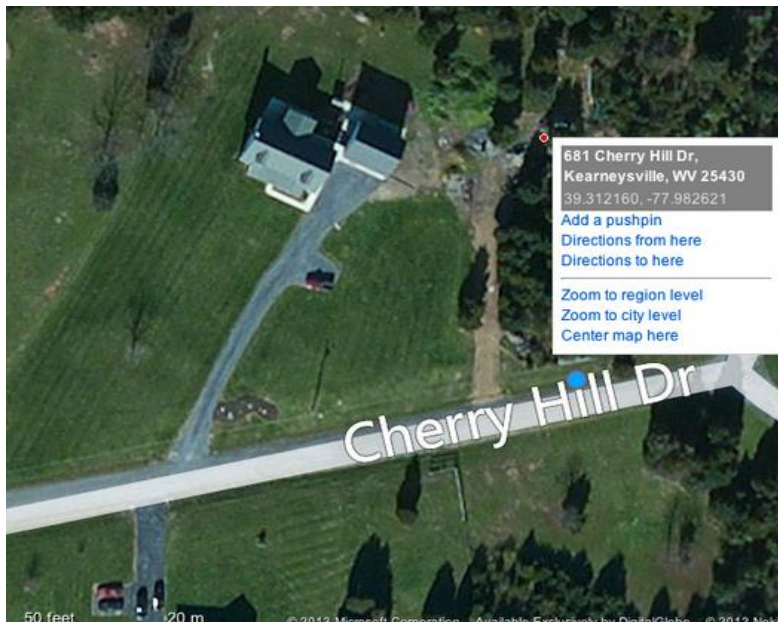 681 Cherry Hill Dr,
Kearneysville, WV 25430
39.312160, -77.982621
Add a pushpin
Directions from here
Directions to here
Zoom to region level
Zoom to city level
Center map here
Cherry Hill Dr
50 feet 20 m © 2012 Microsoft Corporation Available Exclusively by DigitalGlobe © 2012